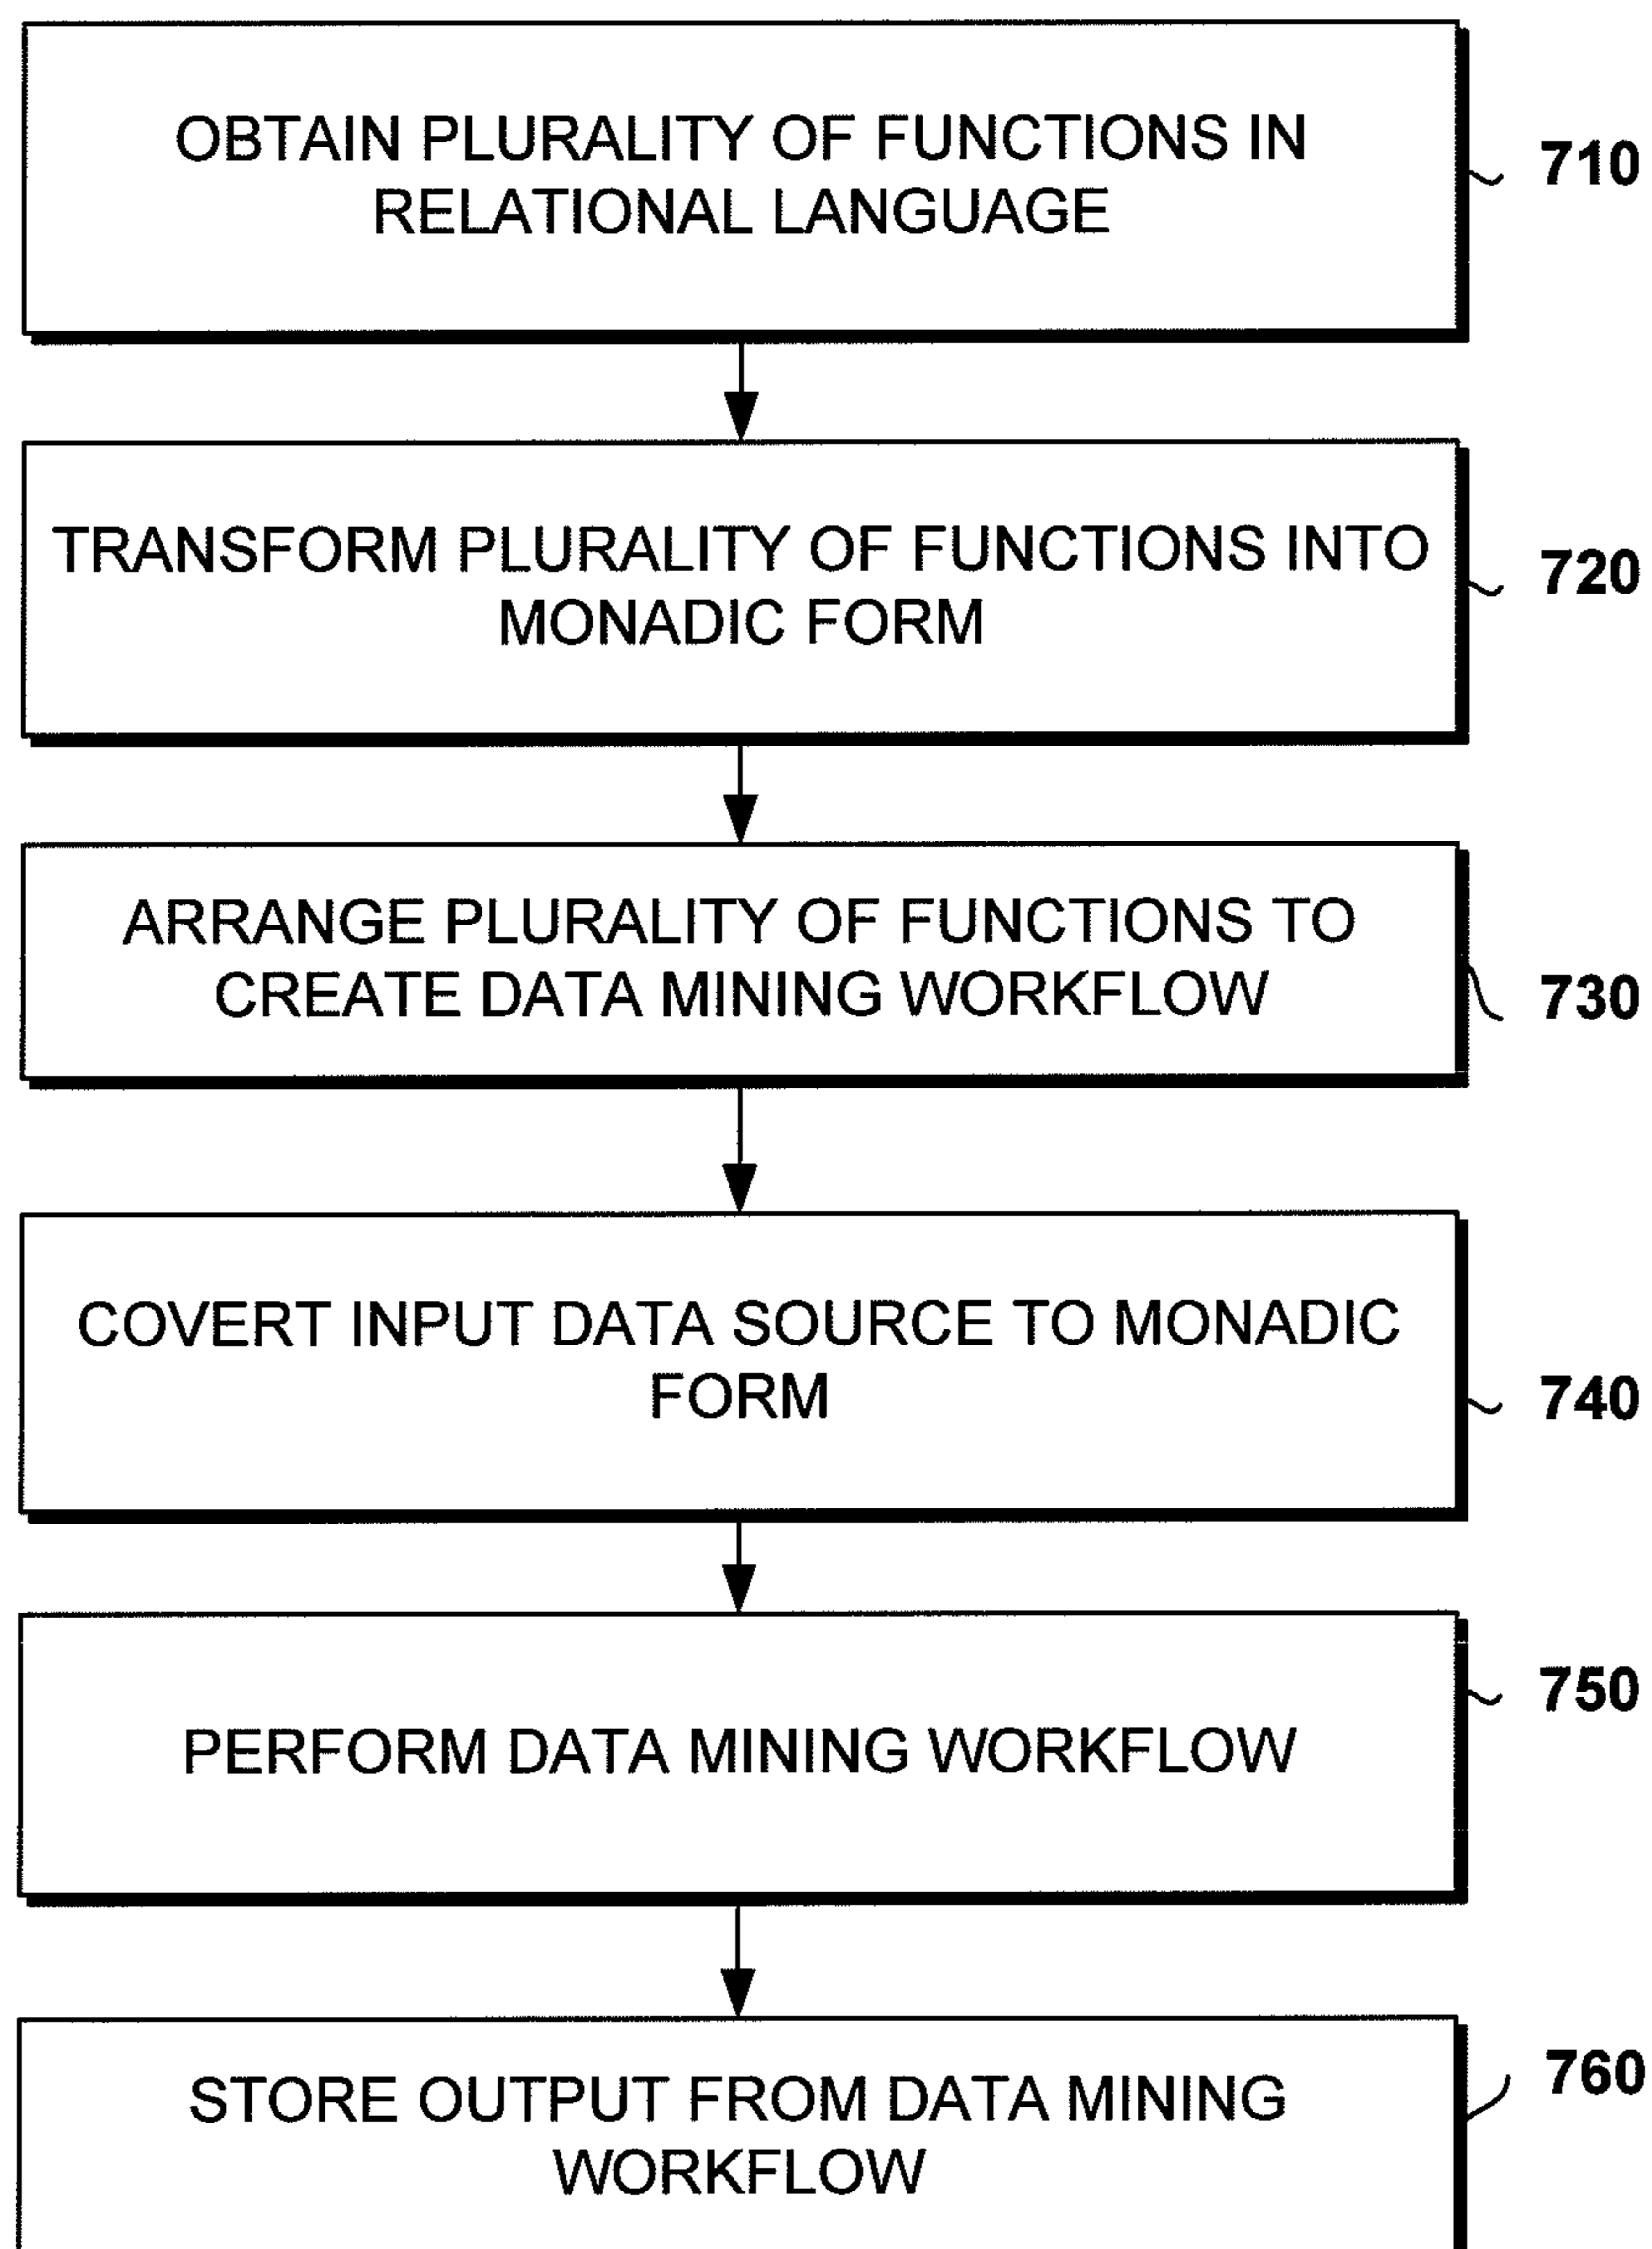 OBTAIN PLURALITY OF FUNCTIONS IN
RELATIONAL LANGUAGE
710
TRANSFORM PLURALITY OF FUNCTIONS INTO
MONADIC FORM
720
ARRANGE PLURALITY OF FUNCTIONS TO
CREATE DATA MINING WORKFLOW
730
COVERT INPUT DATA SOURCE TO MONADIC
FORM
740
PERFORM DATA MINING WORKFLOW
750
STORE OUTPUT FROM DATA MINING
WORKFLOW
760